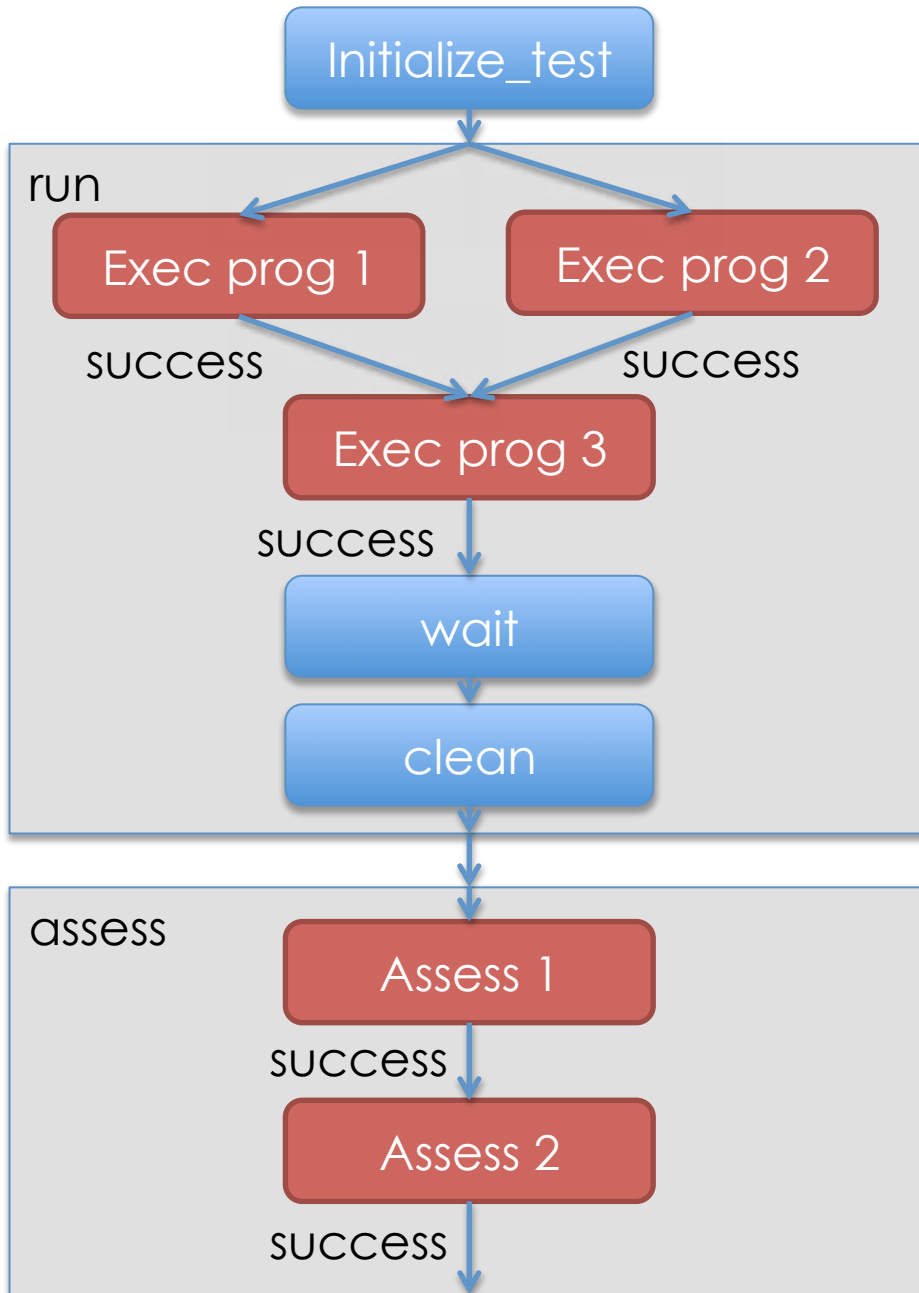 Initialize_test
run
Exec prog 1
Exec prog 2
success
success
Exec prog 3
success
wait
clean
assess
Assess 1
success
Assess 2
success